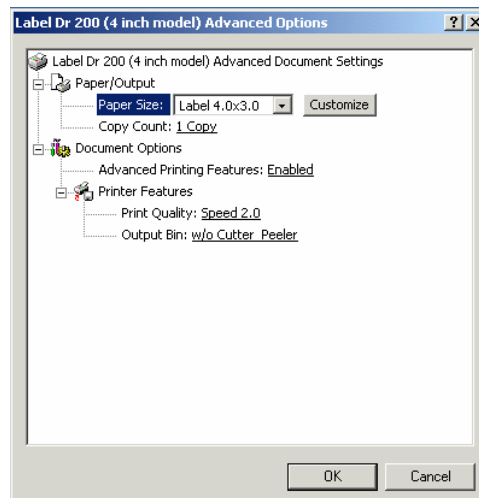 Label Dr 200 (4 inch model) Advanced Options
Label Dr 200 (4 inch model) Advanced Document Settings
Paper/Output
Paper Size: Label 4.0x3.0 Customize
Copy Count: 1 Copy
Document Options
Advanced Printing Features: Enabled
Printer Features
Print Quality: Speed 2.0
Output Bin: w/o Cutter_Peeler
OK Cancel